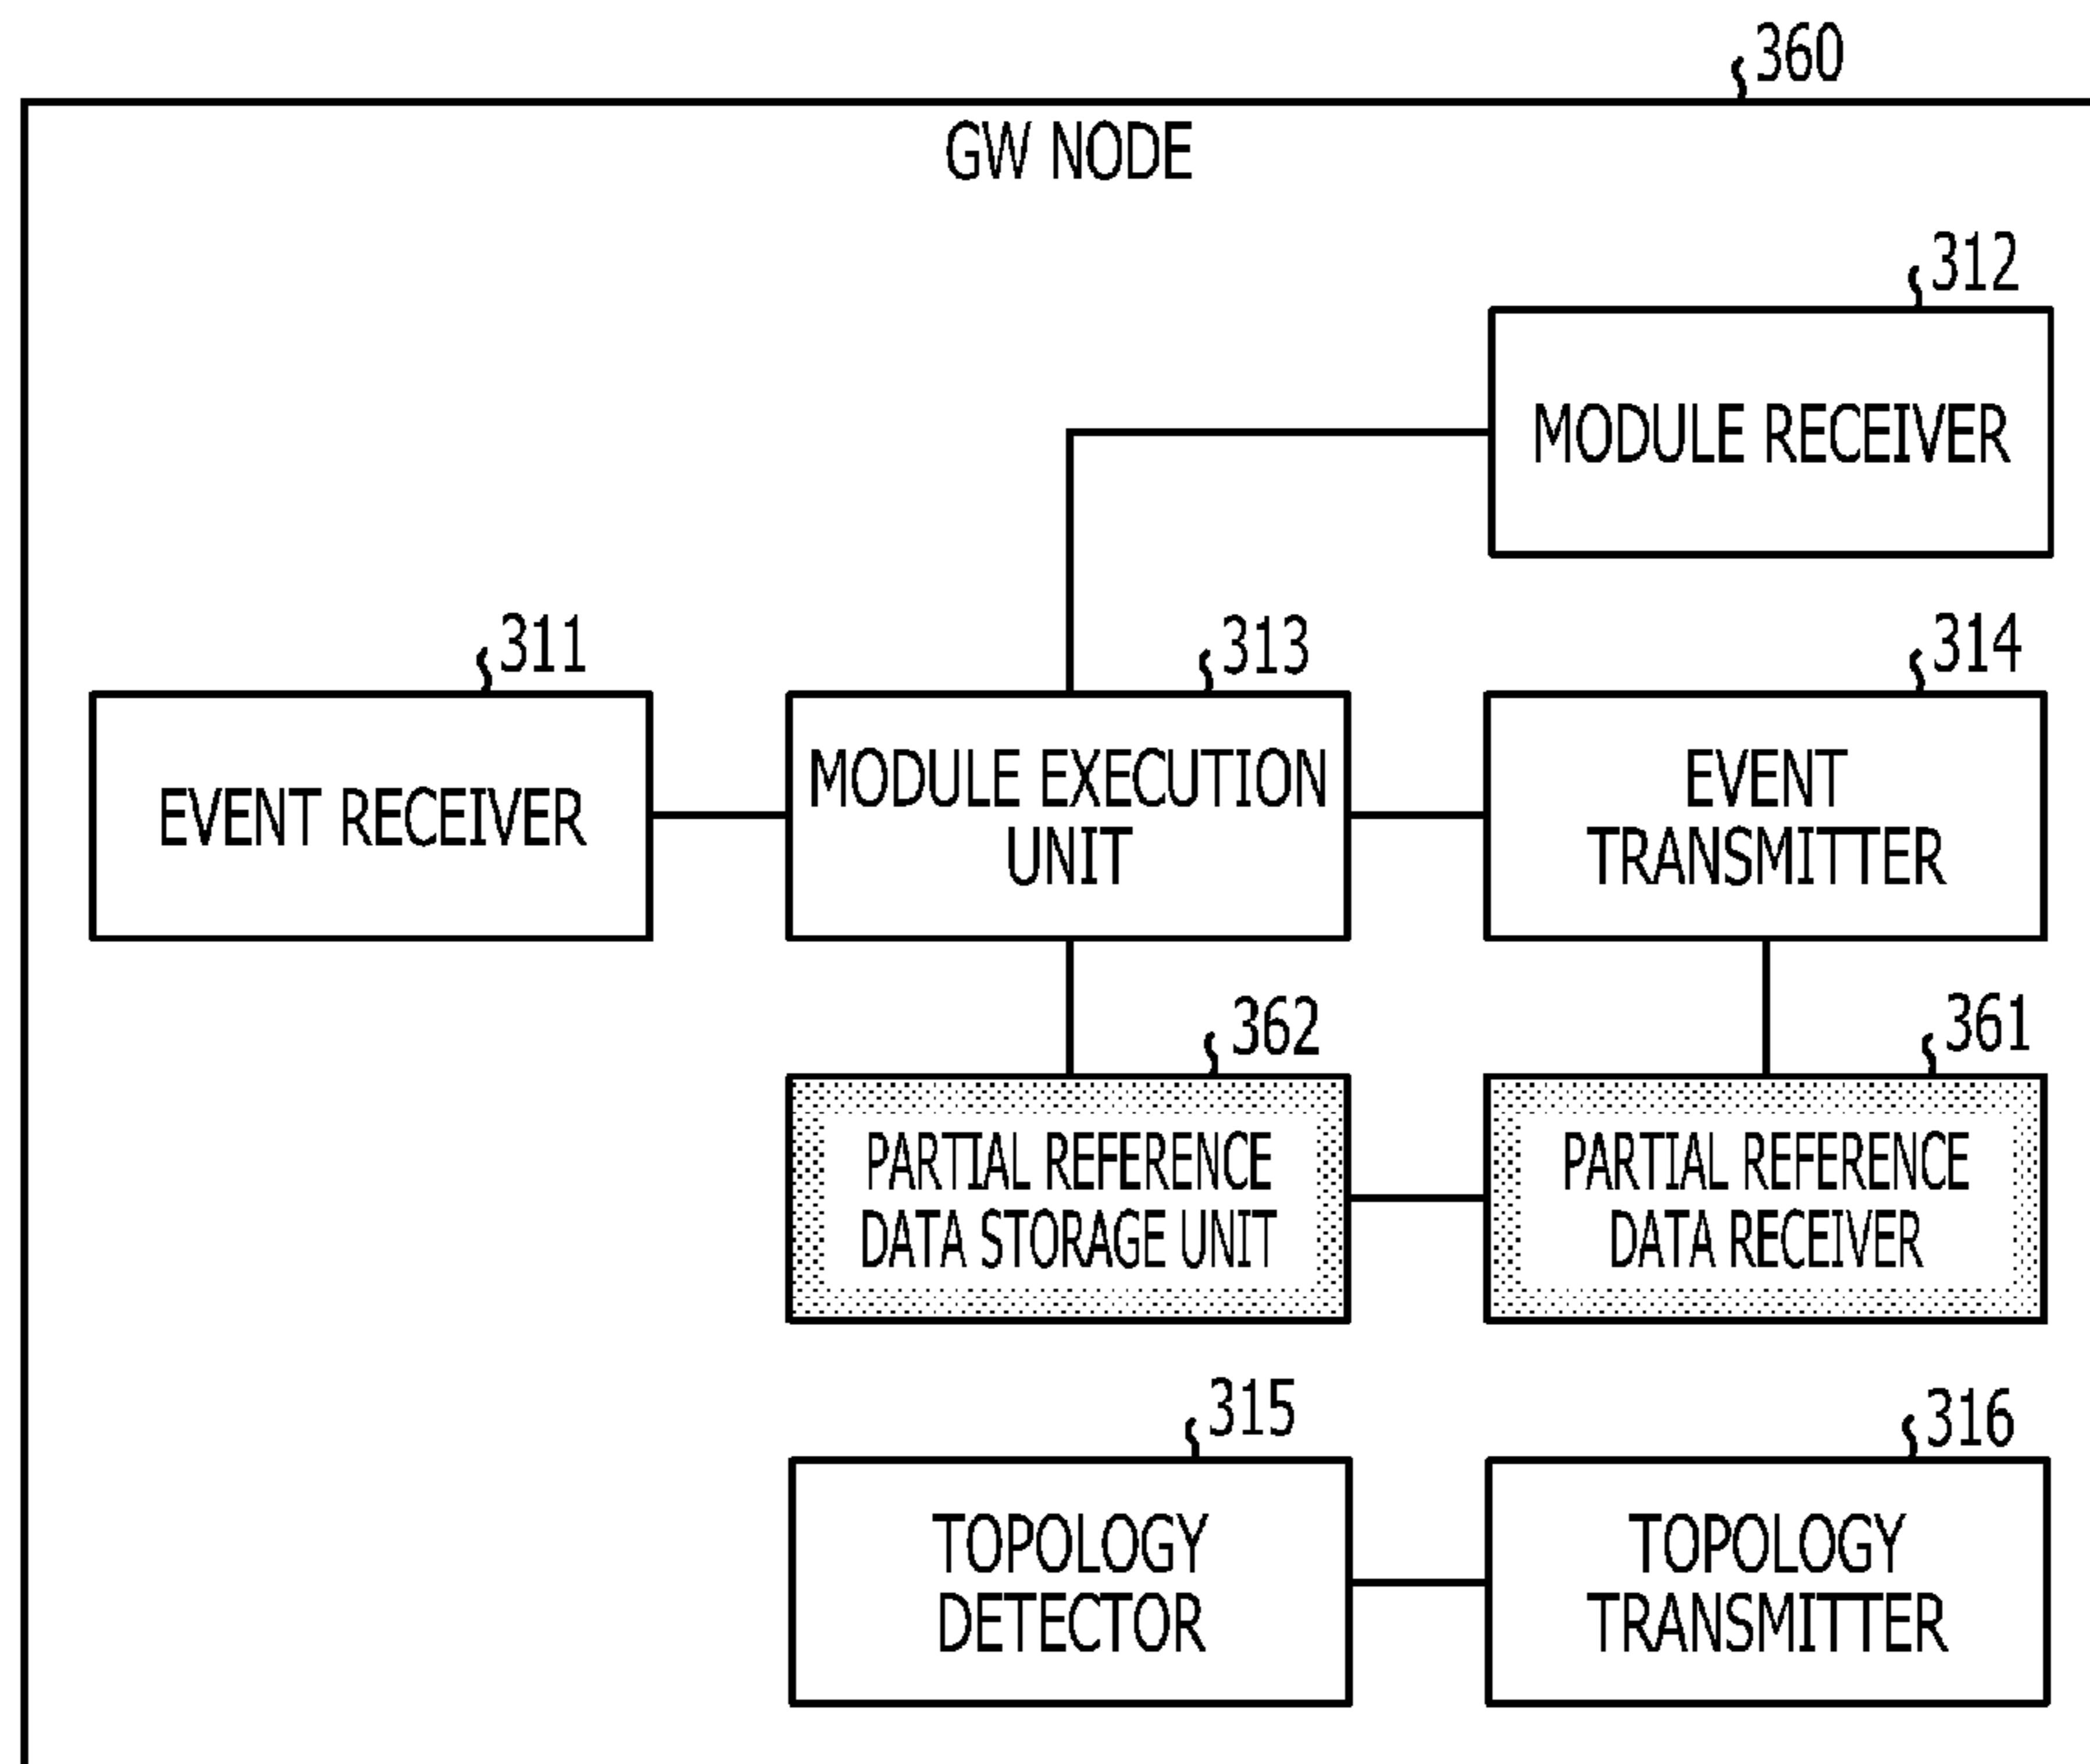 360
GW NODE
312
MODULE RECEIVER
311
313
314
EVENT RECEIVER
MODULE EXECUTION
UNIT
EVENT
TRANSMITTER
362
361
PARTIAL REFERENCE
DATA STORAGE UNIT
PARTIAL REFERENCE
DATA RECEIVER
315
316
TOPOLOGY
DETECTOR
TOPOLOGY
TRANSMITTER